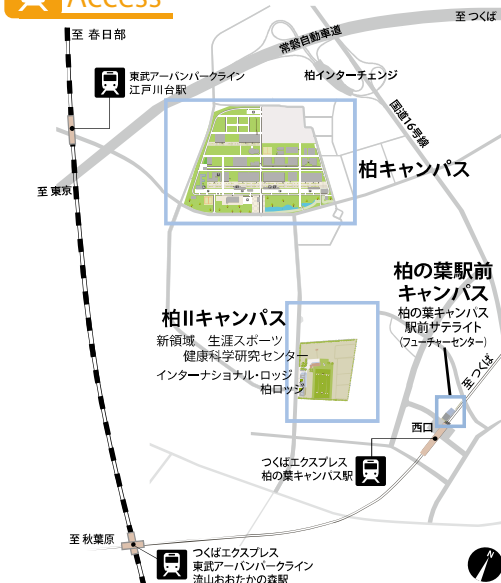 Access
至 春日部
至 つくば
常磐自動車道
東武アーバンパークライン
江戸川台駅
柏インターチェンジ
国道16号線
柏キャンパス
至 東京
柏の葉駅前
キャンパス
柏の葉キャンパス
駅前サテライト
(フューチャーセンター)
柏IIキャンパス
新領域 生涯スポーツ
健康科学研究センター
インターナショナル・ロッジ
柏ロッジ
至 つくば
西口
つくばエクスプレス
柏の葉キャンパス駅
至 秋葉原
つくばエクスプレス
東武アーバンパークライン
流山おおたかの森駅